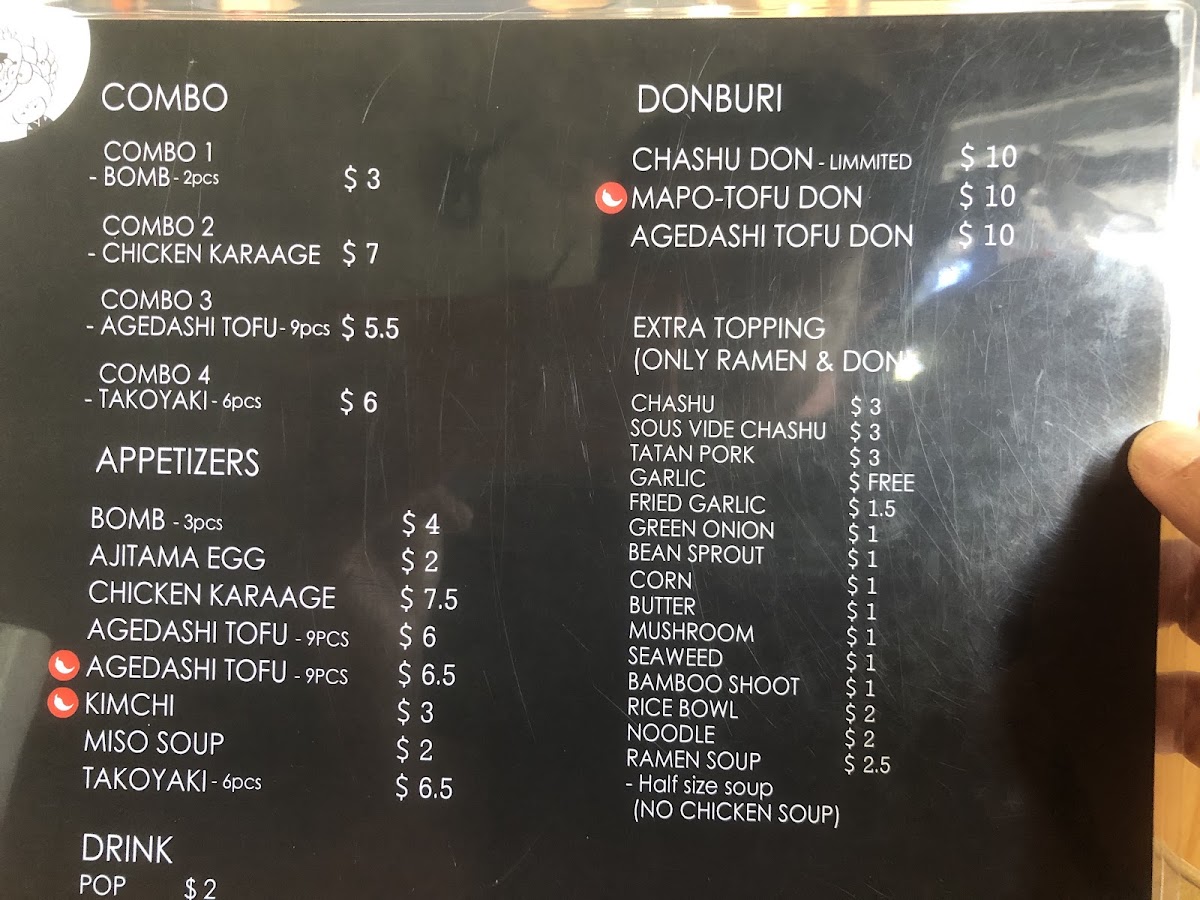 COMBO
COMBO 1
- BOMB - 2pcs $ 3
COMBO 2
- CHICKEN KARAAGE $ 7
COMBO 3
- AGEDASHI TOFU - 9pcs $ 5.5
COMBO 4
- TAKOYAKI - 6pcs $ 6
APPETIZERS
BOMB - 3pcs $ 4
AJITAMA EGG $ 2
CHICKEN KARAAGE $ 7.5
AGEDASHI TOFU - 9PCS $ 6
AGEDASHI TOFU - 9PCS $ 6.5
KIMCHI $ 3
MISO SOUP $ 2
TAKOYAKI - 6pcs $ 6.5
DRINK
POP $ 2
DONBURI
CHASHU DON - LIMMITED $ 10
MAPO-TOFU DON $ 10
AGEDASHI TOFU DON $ 10
EXTRA TOPPING
(ONLY RAMEN & DON
CHASHU $ 3
SOUS VIDE CHASHU $ 3
TATAN PORK $ 3
GARLIC $ FREE
FRIED GARLIC $ 1.5
GREEN ONION $ 1
BEAN SPROUT $ 1
CORN $ 1
BUTTER $ 1
MUSHROOM $ 1
SEAWEED $ 1
BAMBOO SHOOT $ 1
RICE BOWL $ 2
NOODLE $ 2
RAMEN SOUP $ 2.5
- Half size soup
(NO CHICKEN SOUP)